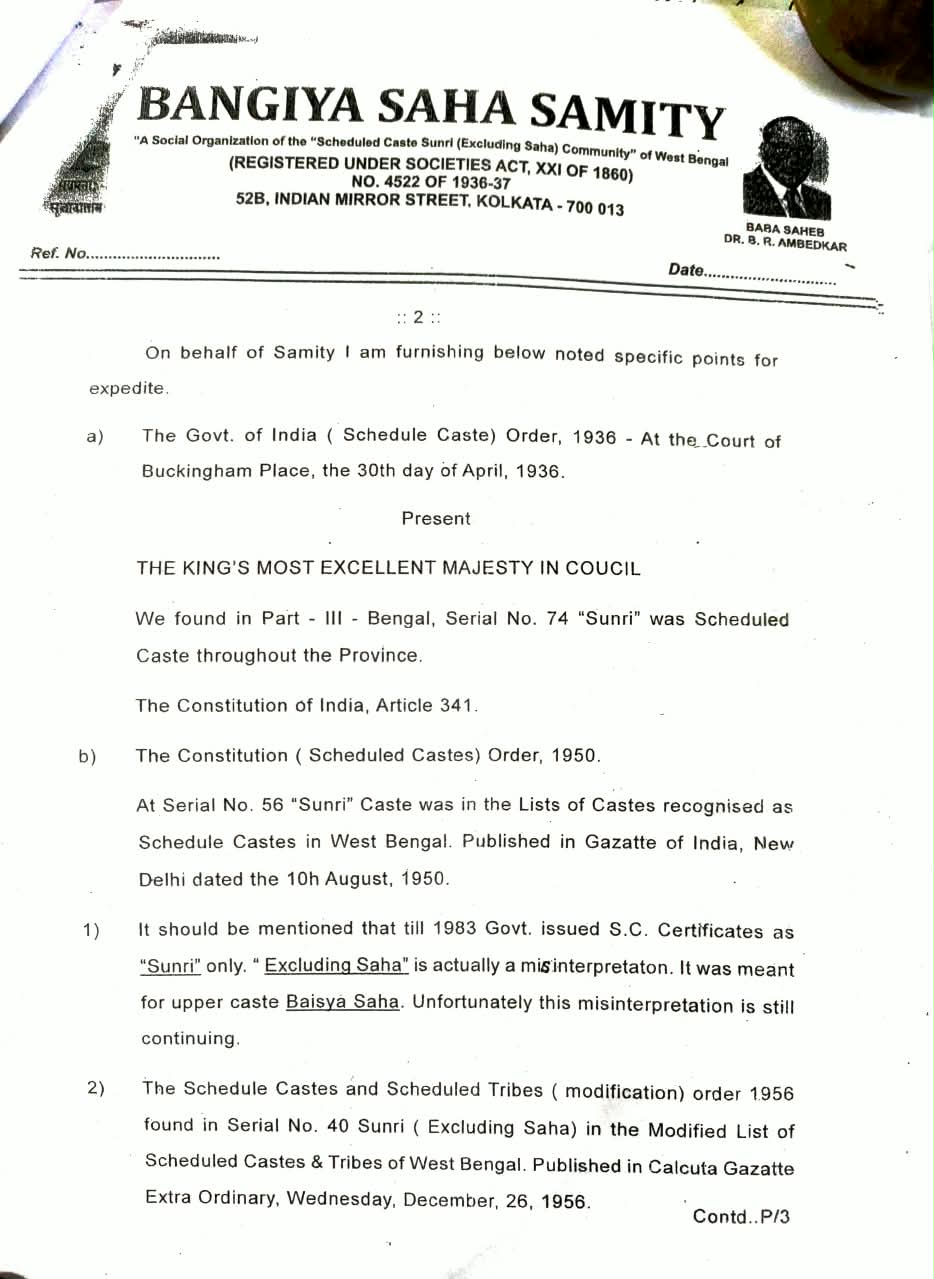 BANGIYA SAHA SAMITY
"A Social Organization of the "Scheduled Caste Sunri (Excluding Saha) Community" of West Bengal
(REGISTERED UNDER SOCIETIES ACT, XXI OF 1860)
NO. 4522 OF 1936-37
52B, INDIAN MIRROR STREET, KOLKATA - 700 013
BABA SAHEB
DR. B. R. AMBEDKAR
Ref. No..............................
Date..............................
:: 2 ::
On behalf of Samity I am furnishing below noted specific points for
expedite.
a) The Govt. of India ( Schedule Caste) Order, 1936 - At the Court of
Buckingham Place, the 30th day of April, 1936.
Present
THE KING'S MOST EXCELLENT MAJESTY IN COUCIL
We found in Part - III - Bengal, Serial No. 74 "Sunri" was Scheduled
Caste throughout the Province.
The Constitution of India, Article 341.
b) The Constitution ( Scheduled Castes) Order, 1950.
At Serial No. 56 "Sunri" Caste was in the Lists of Castes recognised as
Schedule Castes in West Bengal. Published in Gazatte of India, New
Delhi dated the 10h August, 1950.
1) It should be mentioned that till 1983 Govt. issued S.C. Certificates as
"Sunri" only. " Excluding Saha" is actually a misinterpretaton. It was meant
for upper caste Baisya Saha. Unfortunately this misinterpretation is still
continuing.
2) The Schedule Castes and Scheduled Tribes ( modification) order 1956
found in Serial No. 40 Sunri ( Excluding Saha) in the Modified List of
Scheduled Castes & Tribes of West Bengal. Published in Calcuta Gazatte
Extra Ordinary, Wednesday, December, 26, 1956.
Contd..P/3